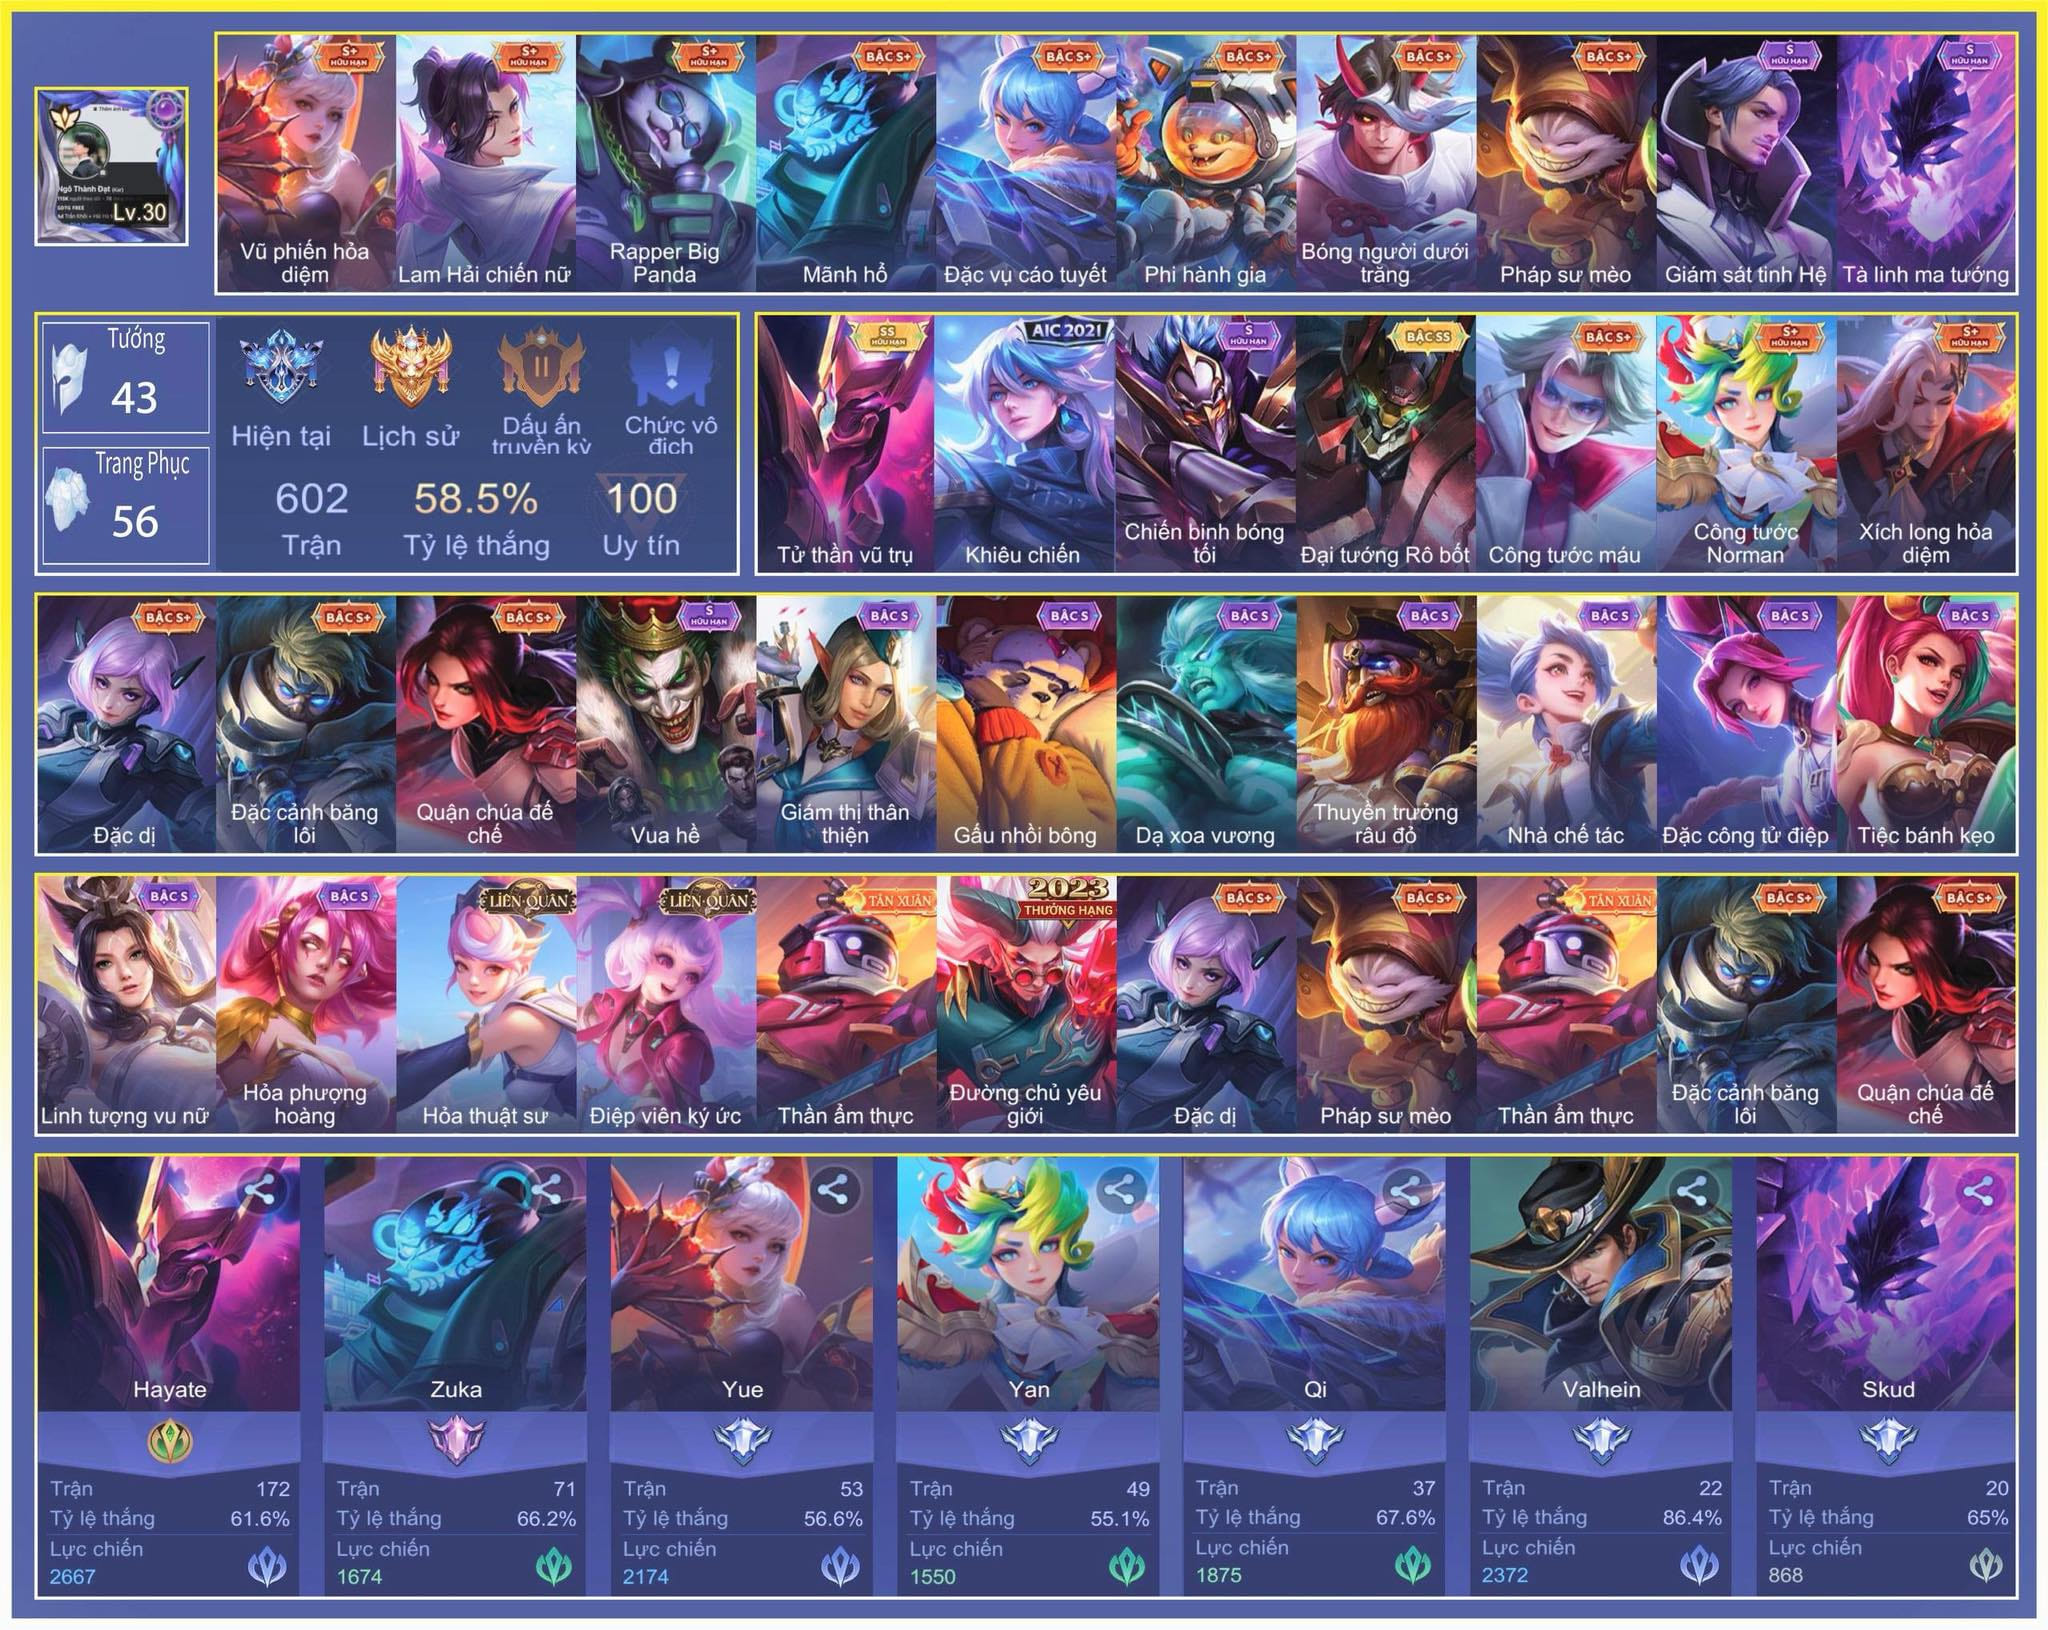 S+
HỮU HẠN
S+
HỮU HẠN
S+
HỮU HẠN
BẬC S+
BẬC S+
BẬC S+
BẬC S+
BẬC S+
S
HỮU HẠN
S
HỮU HẠN
Ngô Thành Đạt (Kar)
Lv.30
Vũ phiến hỏa
diệm
Lam Hải chiến nữ
Rapper Big
Panda
Mãnh hổ
Đặc vụ cáo tuyết
Phi hành gia
Bóng người dưới
trăng
Pháp sư mèo
Giám sát tinh Hệ
Tà linh ma tướng
Tướng
43
Trang Phục
56
Hiện tại
Lịch sử
Dấu ấn
truyền kỳ
Chức vô
địch
602
Trận
58.5%
Tỷ lệ thắng
100
Uy tín
SS
HỮU HẠN
AIC 2021
S
HỮU HẠN
BẬC SS
BẬC S+
S+
HỮU HẠN
S+
HỮU HẠN
Tử thần vũ trụ
Khiêu chiến
Chiến binh bóng
tối
Đại tướng Rô bốt
Công tước máu
Công tước
Norman
Xích long hỏa
diệm
BẬC S+
BẬC S+
BẬC S+
S
HỮU HẠN
BẬC S
BẬC S
BẬC S
BẬC S
BẬC S
BẬC S
BẬC S
Đặc dị
Đặc cảnh băng
lôi
Quận chúa đế
chế
Vua hề
Giám thị thân
thiện
Gấu nhồi bông
Dạ xoa vương
Thuyền trưởng
râu đỏ
Nhà chế tác
Đặc công tử điệp
Tiệc bánh kẹo
BẬC S
BẬC S
LIÊN QUÂN
LIÊN QUÂN
TÂN XUÂN
2023
THƯỢNG HẠNG
BẬC S+
BẬC S+
TÂN XUÂN
BẬC S+
BẬC S+
Linh tượng vu nữ
Hỏa phượng
hoàng
Hỏa thuật sư
Điệp viên ký ức
Thần ẩm thực
Đường chủ yêu
giới
Đặc dị
Pháp sư mèo
Thần ẩm thực
Đặc cảnh băng
lôi
Quận chúa đế
chế
Hayate
Trận 172
Tỷ lệ thắng 61.6%
Lực chiến
2667
Zuka
Trận 71
Tỷ lệ thắng 66.2%
Lực chiến
1674
Yue
Trận 53
Tỷ lệ thắng 56.6%
Lực chiến
2174
Yan
Trận 49
Tỷ lệ thắng 55.1%
Lực chiến
1550
Qi
Trận 37
Tỷ lệ thắng 67.6%
Lực chiến
1875
Valhein
Trận 22
Tỷ lệ thắng 86.4%
Lực chiến
2372
Skud
Trận 20
Tỷ lệ thắng 65%
Lực chiến
868